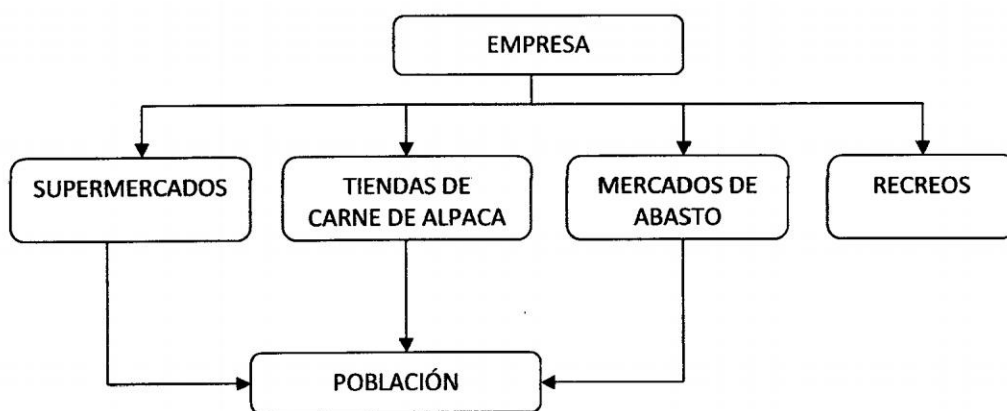 EMPRESA
SUPERMERCADOS
TIENDAS DE
CARNE DE ALPACA
MERCADOS DE
ABASTO
RECREOS
POBLACIÓN